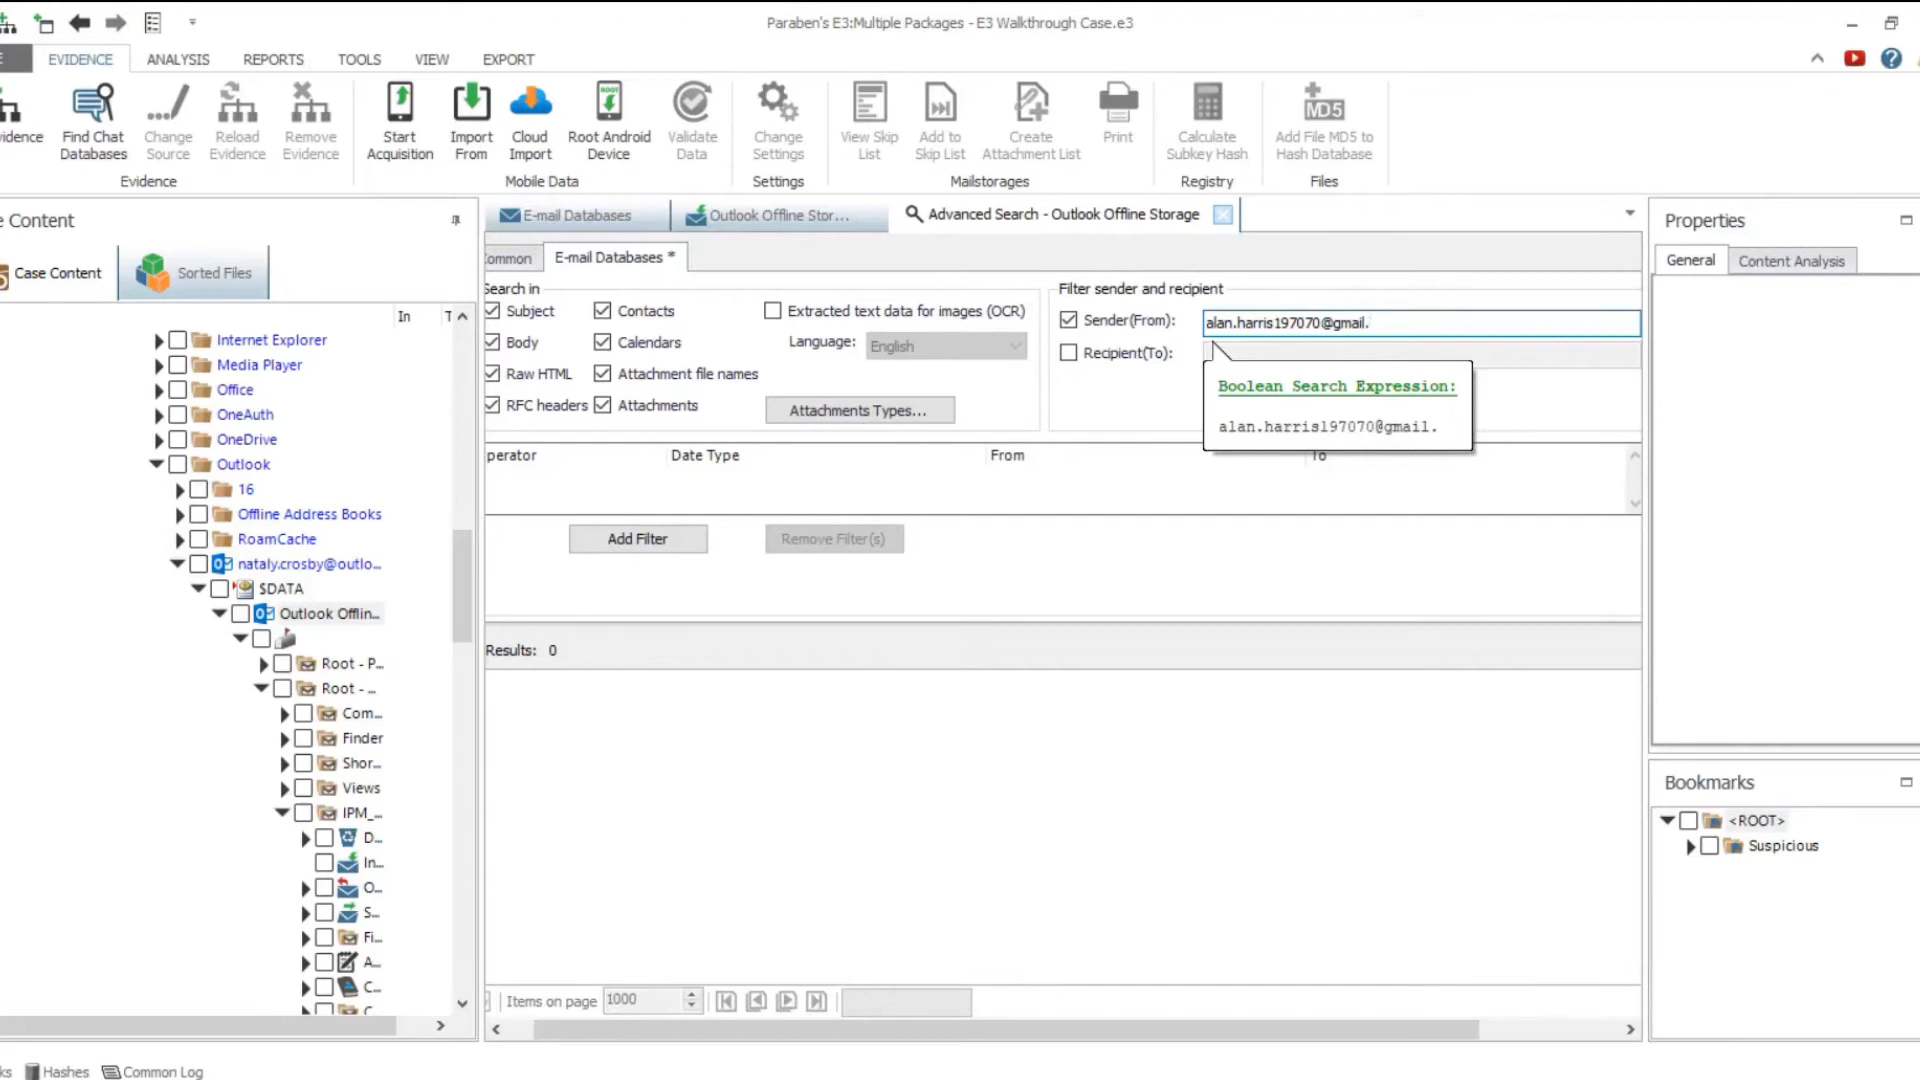 Paraben's E3:Multiple Packages - E3 Walkthrough Case.e3
EVIDENCE ANALYSIS REPORTS TOOLS VIEW EXPORT
idence
Find Chat Databases
Change Source
Reload Evidence
Remove Evidence
Start Acquisition
Import From
Cloud Import
ROOT
Root Android Device
Validate Data
Change Settings
View Skip List
Add to Skip List
Create Attachment List
Print
Calculate Subkey Hash
MD5
Add File MD5 to Hash Database
Evidence
Mobile Data
Settings
Mailstorages
Registry
Files
e Content
Case Content
Sorted Files
In T
Internet Explorer
Media Player
Office
OneAuth
OneDrive
Outlook
16
Offline Address Books
RoamCache
nataly.crosby@outlo...
$DATA
Outlook Offlin...
Root - P...
Root - ...
Com...
Finder
Shor...
Views
IPM_...
D...
In...
O...
S...
Fi...
A...
C...
E-mail Databases
Outlook Offline Stor...
Advanced Search - Outlook Offline Storage
ommon
E-mail Databases *
Search in
Subject
Contacts
Extracted text data for images (OCR)
Body
Calendars
Language:
English
Raw HTML
Attachment file names
RFC headers
Attachments
Attachments Types...
Filter sender and recipient
Sender(From):
alan.harris197070@gmail.
Recipient(To):
Boolean Search Expression:
alan.harris197070@gmail.
perator
Date Type
From
To
Add Filter
Remove Filter(s)
Results: 0
Items on page 1000
Properties
General
Content Analysis
Bookmarks
<ROOT>
Suspicious
ks
Hashes
Common Log